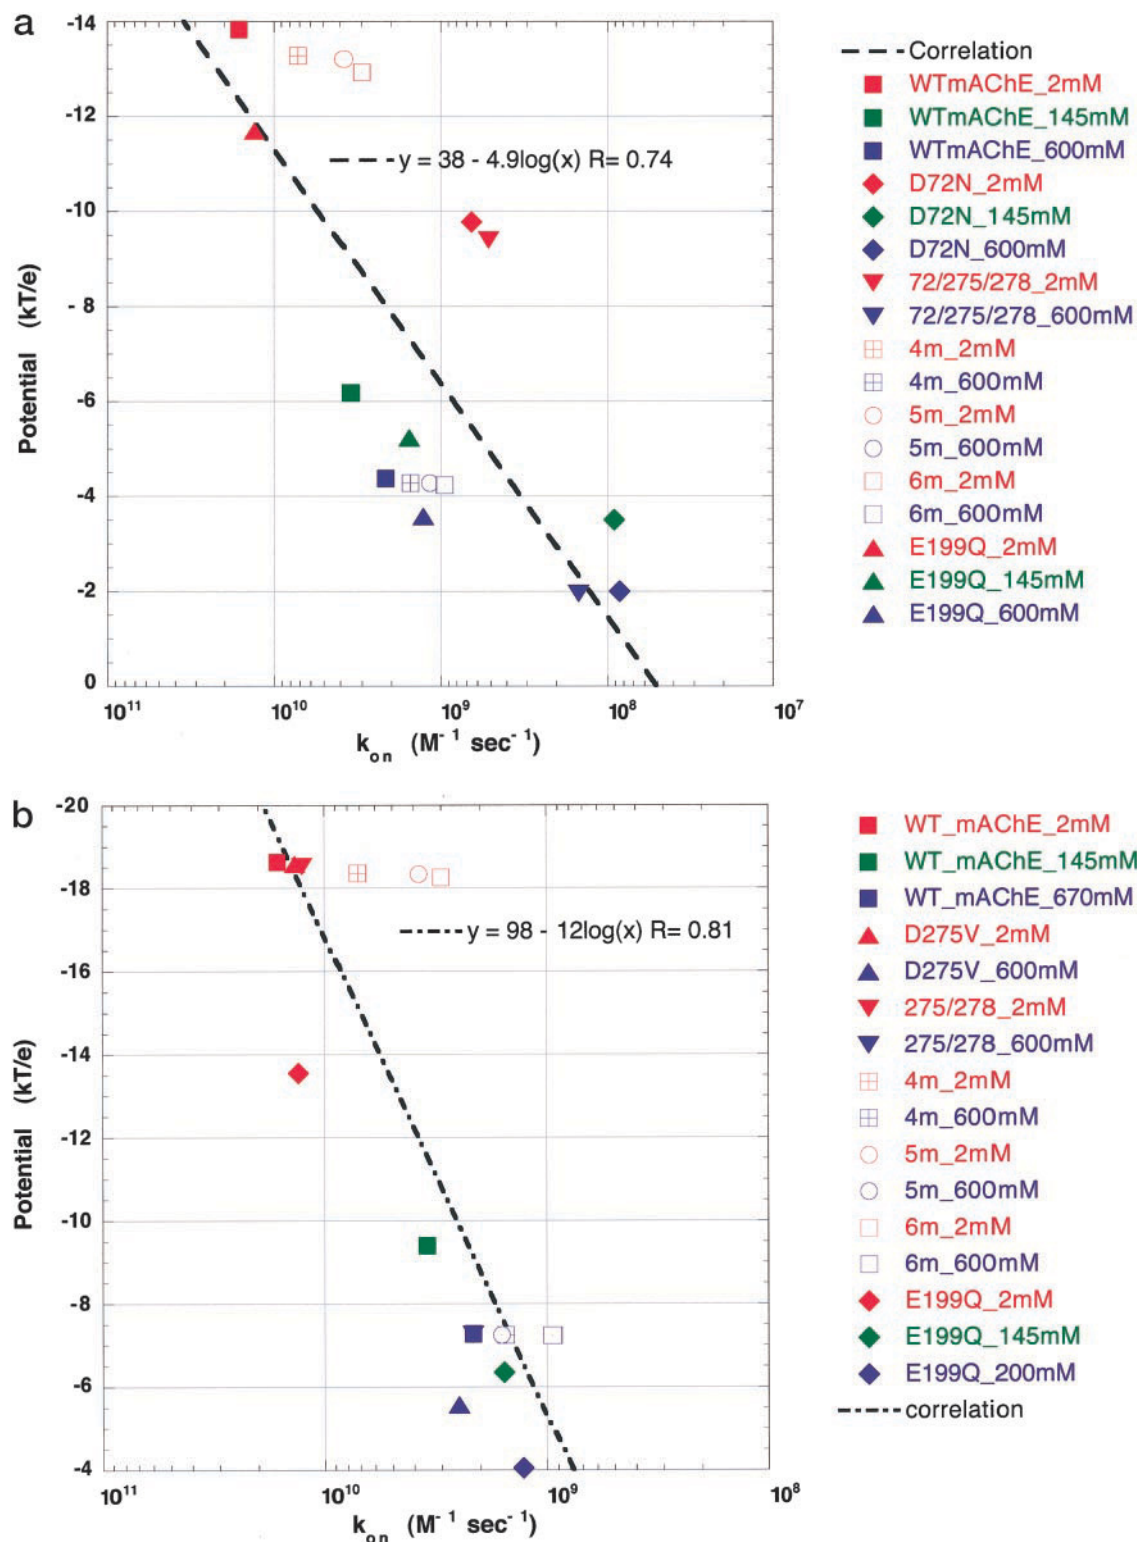 a
-14
-12
-10
- 8
-6
-4
-2
0
Potential (kT/e)
10¹¹
10¹⁰
10⁹
10⁸
10⁷
k_on (M⁻¹ sec⁻¹)
y = 38 - 4.9log(x) R= 0.74
Correlation
WTmAChE_2mM
WTmAChE_145mM
WTmAChE_600mM
D72N_2mM
D72N_145mM
D72N_600mM
72/275/278_2mM
72/275/278_600mM
4m_2mM
4m_600mM
5m_2mM
5m_600mM
6m_2mM
6m_600mM
E199Q_2mM
E199Q_145mM
E199Q_600mM
b
-20
-18
-16
-14
-12
-10
-8
-6
-4
Potential (kT/e)
10¹¹
10¹⁰
10⁹
10⁸
k_on (M⁻¹ sec⁻¹)
y = 98 - 12log(x) R= 0.81
WT_mAChE_2mM
WT_mAChE_145mM
WT_mAChE_670mM
D275V_2mM
D275V_600mM
275/278_2mM
275/278_600mM
4m_2mM
4m_600mM
5m_2mM
5m_600mM
6m_2mM
6m_600mM
E199Q_2mM
E199Q_145mM
E199Q_200mM
correlation